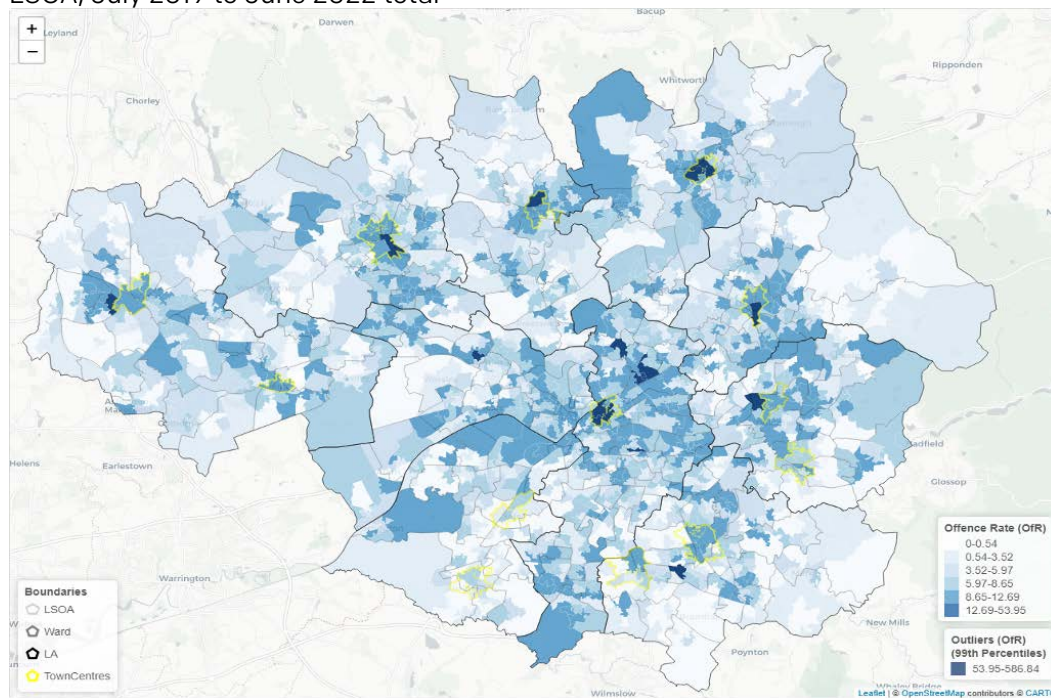 LSOA, July 2017 to June 2022 total
+
−
Leyland
Darwen
Bacup
Whitworth
Ripponden
Chorley
Helens
Earlestown
Glossop
Warrington
New Mills
Poynton
Whaley Bridge
Wilmslow
Boundaries
LSOA
Ward
LA
TownCentres
Offence Rate (OfR)
0-0.54
0.54-3.52
3.52-5.97
5.97-8.65
8.65-12.69
12.69-53.95
Outliers (OfR)
(99th Percentiles)
53.95-586.84
Leaflet | © OpenStreetMap contributors © CARTO